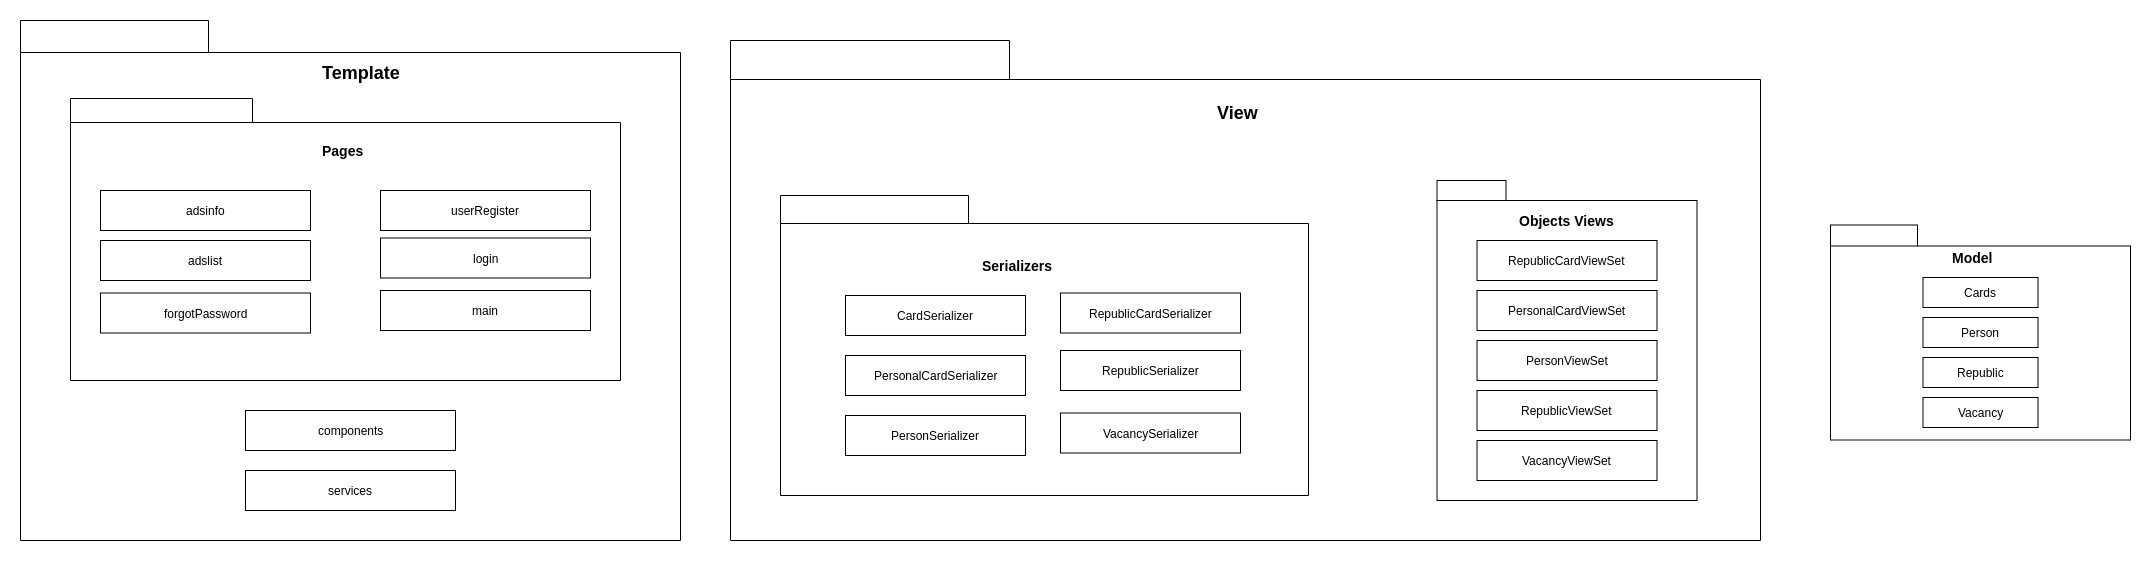 Template
Pages
adsinfo
userRegister
adslist
login
forgotPassword
main
components
services
View
Serializers
CardSerializer
RepublicCardSerializer
PersonalCardSerializer
RepublicSerializer
PersonSerializer
VacancySerializer
Objects Views
RepublicCardViewSet
PersonalCardViewSet
PersonViewSet
RepublicViewSet
VacancyViewSet
Model
Cards
Person
Republic
Vacancy